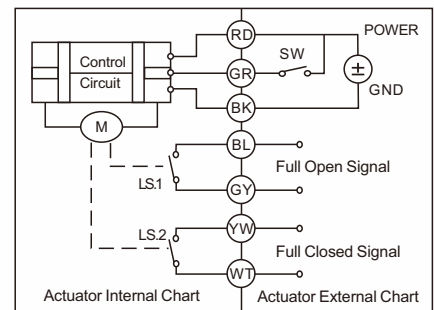 RD
POWER
SW
Control
Circuit
GR
±
GND
BK
M
BL
Full Open Signal
LS.1
GY
YW
LS.2
Full Closed Signal
WT
Actuator Internal Chart
Actuator External Chart